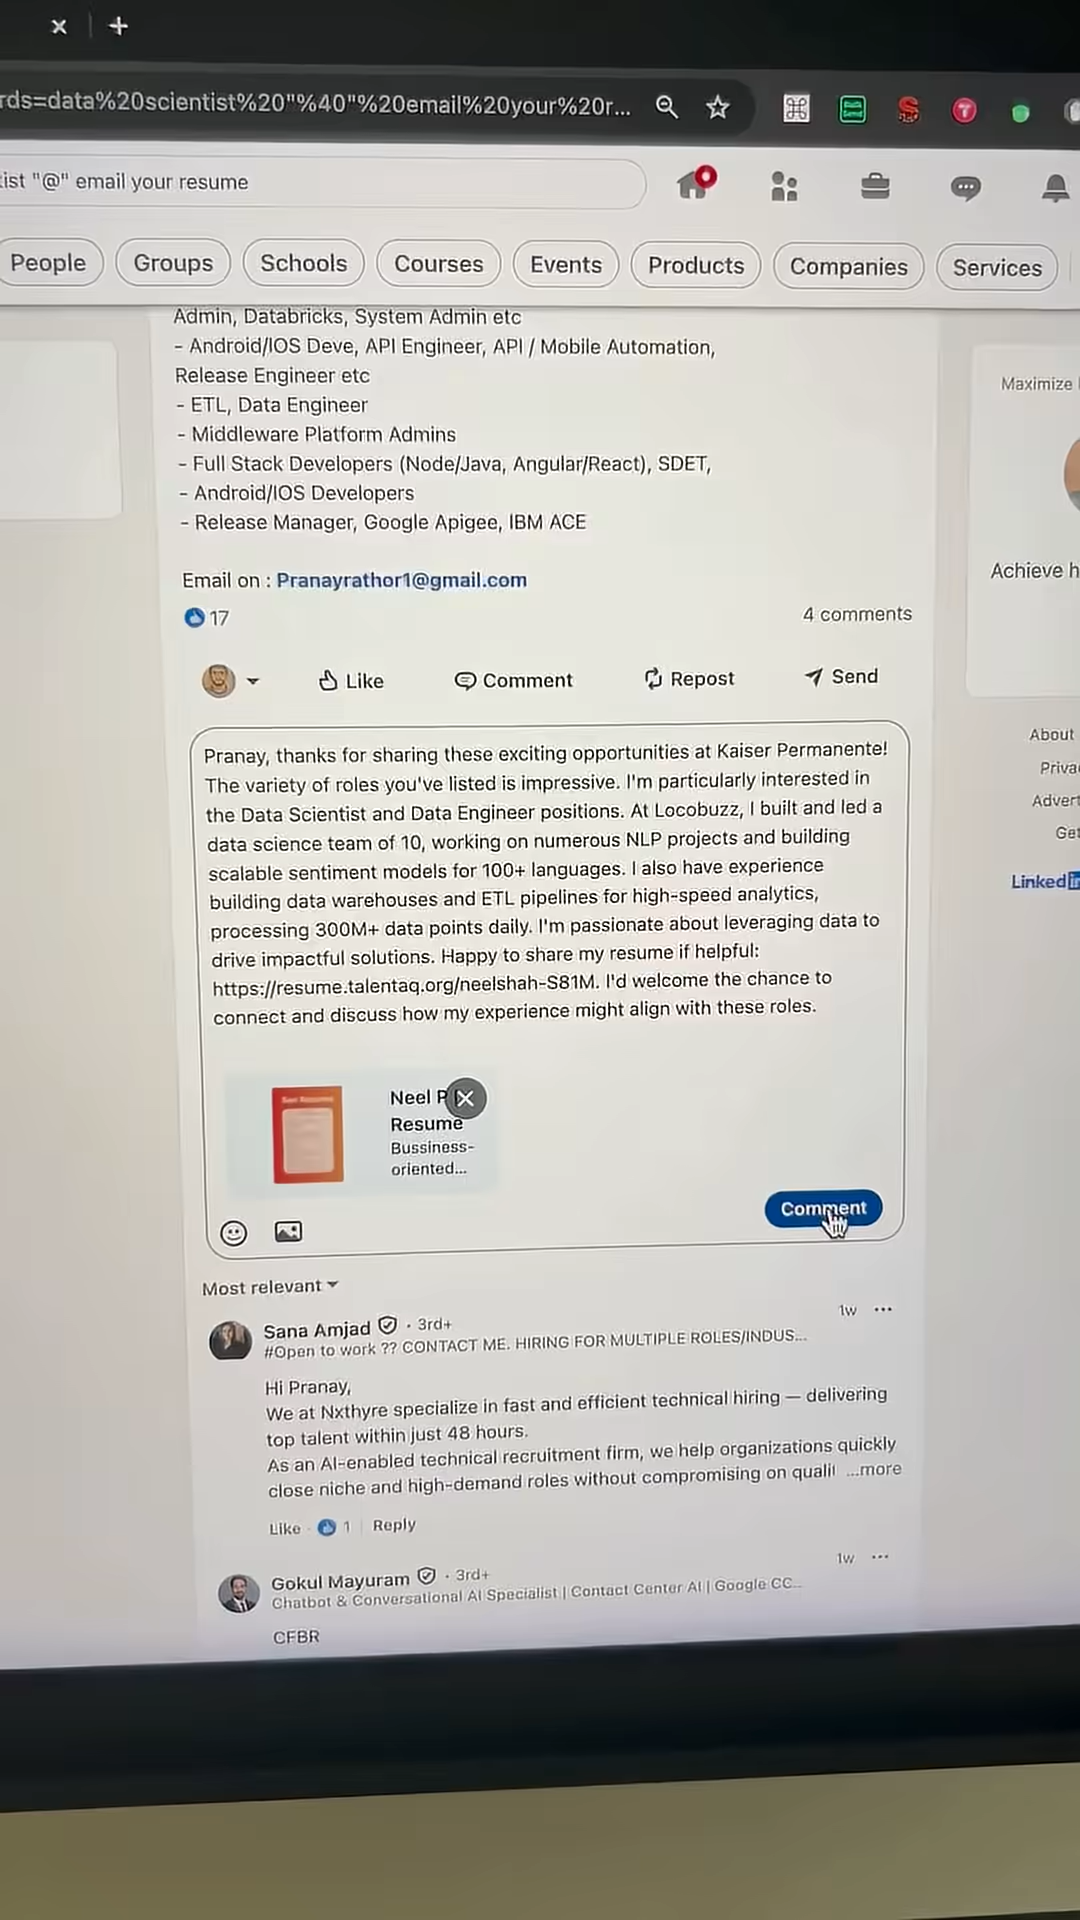 rds=data%20scientist%20"%40"%20email%20your%20r...
ist "@" email your resume
People
Groups
Schools
Courses
Events
Products
Companies
Services
Admin, Databricks, System Admin etc
- Android/IOS Deve, API Engineer, API / Mobile Automation,
Release Engineer etc
- ETL, Data Engineer
- Middleware Platform Admins
- Full Stack Developers (Node/Java, Angular/React), SDET,
- Android/IOS Developers
- Release Manager, Google Apigee, IBM ACE
Email on : Pranayrathor1@gmail.com
17
4 comments
Like
Comment
Repost
Send
Pranay, thanks for sharing these exciting opportunities at Kaiser Permanente!
The variety of roles you've listed is impressive. I'm particularly interested in
the Data Scientist and Data Engineer positions. At Locobuzz, I built and led a
data science team of 10, working on numerous NLP projects and building
scalable sentiment models for 100+ languages. I also have experience
building data warehouses and ETL pipelines for high-speed analytics,
processing 300M+ data points daily. I'm passionate about leveraging data to
drive impactful solutions. Happy to share my resume if helpful:
https://resume.talentaq.org/neelshah-S81M. I'd welcome the chance to
connect and discuss how my experience might align with these roles.
Neel P
Resume
Bussiness-
oriented...
Comment
Most relevant
Sana Amjad · 3rd+
1w
#Open to work ?? CONTACT ME. HIRING FOR MULTIPLE ROLES/INDUS...
Hi Pranay,
We at Nxthyre specialize in fast and efficient technical hiring — delivering
top talent within just 48 hours.
As an AI-enabled technical recruitment firm, we help organizations quickly
close niche and high-demand roles without compromising on qualit ...more
Like · 1 | Reply
Gokul Mayuram · 3rd+
1w
Chatbot & Conversational AI Specialist | Contact Center AI | Google CC...
CFBR
Maximize
Achieve h
About
Priva
Advert
Get
Linked in